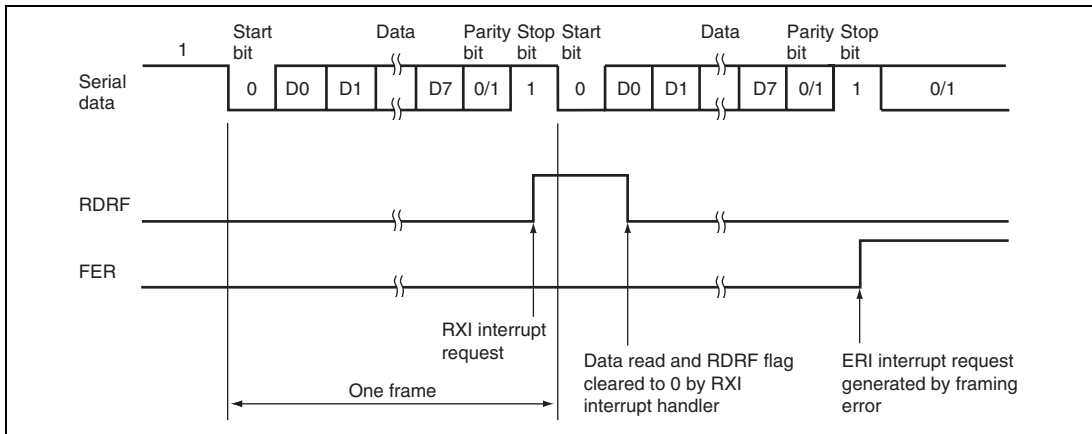 Start bit Data Parity bit Stop bit Start bit Data Parity bit Stop bit
1
Serial data
0 D0 D1 D7 0/1 1 0 D0 D1 D7 0/1 1 0/1
RDRF
FER
RXI interrupt
request
Data read and RDRF flag
cleared to 0 by RXI
interrupt handler
ERI interrupt request
generated by framing
error
One frame